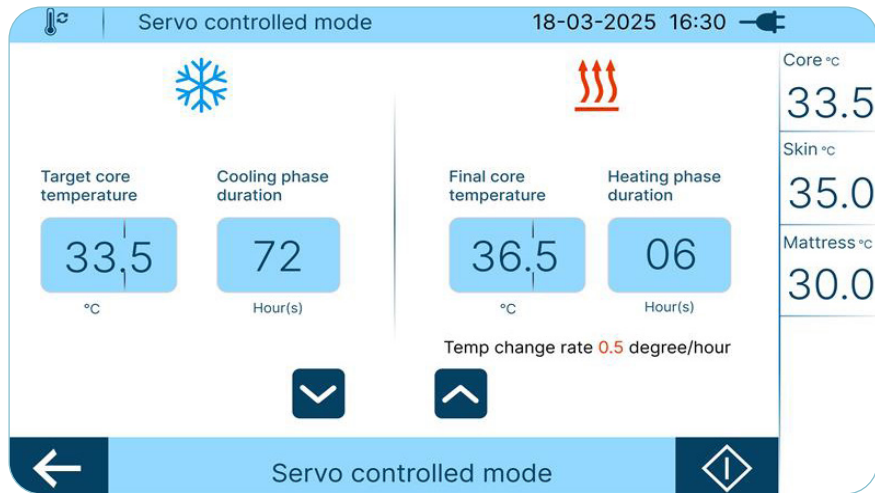 Servo controlled mode 18-03-2025 16:30
Core °C
33.5
Skin °C
35.0
Mattress °C
30.0
Target core temperature
33.5
°C
Cooling phase duration
72
Hour(s)
Final core temperature
36.5
°C
Heating phase duration
06
Hour(s)
Temp change rate 0.5 degree/hour
Servo controlled mode